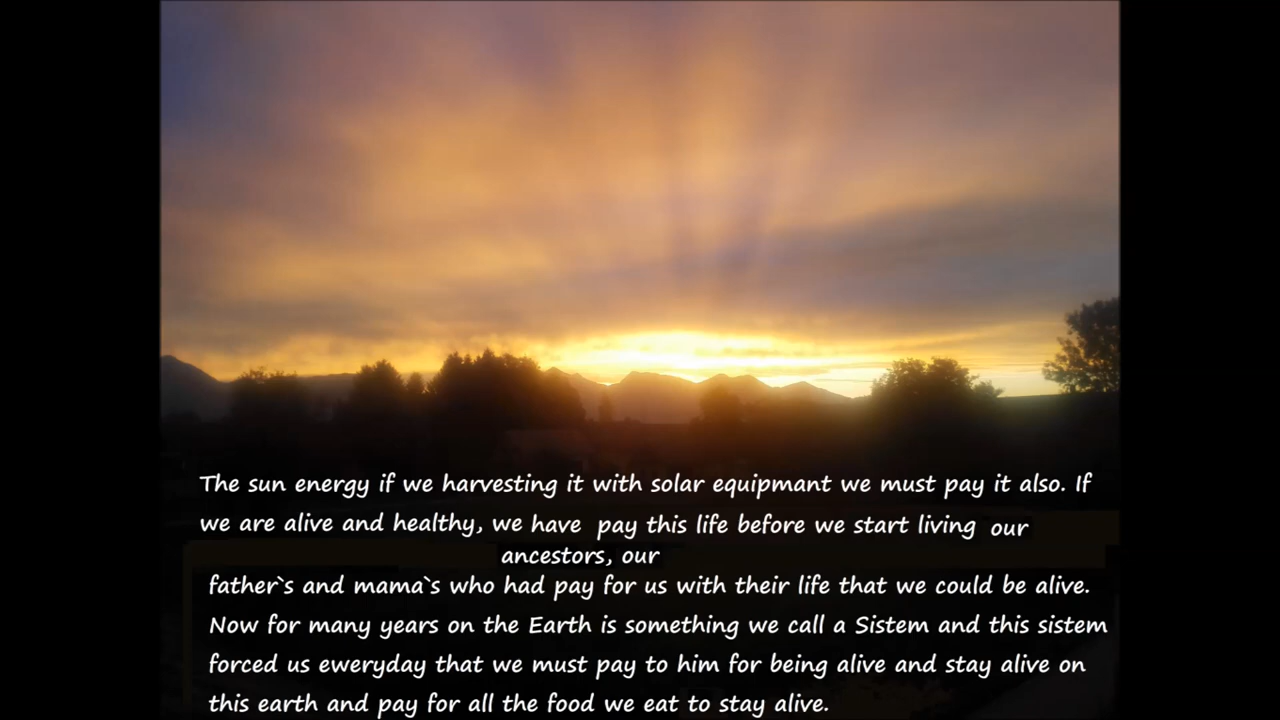 The sun energy if we harvesting it with solar equipmant we must pay it also. If
we are alive and healthy, we have pay this life before we start living our
ancestors, our
father`s and mama`s who had pay for us with their life that we could be alive.
Now for many years on the Earth is something we call a Sistem and this sistem
forced us eweryday that we must pay to him for being alive and stay alive on
this earth and pay for all the food we eat to stay alive.